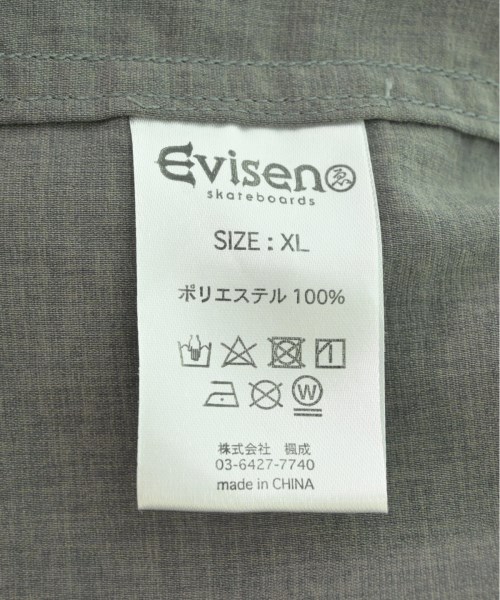 Evisen ゑ
skateboards
SIZE : XL
ポリエステル 100%
W
株式会社 楓成
03-6427-7740
made in CHINA